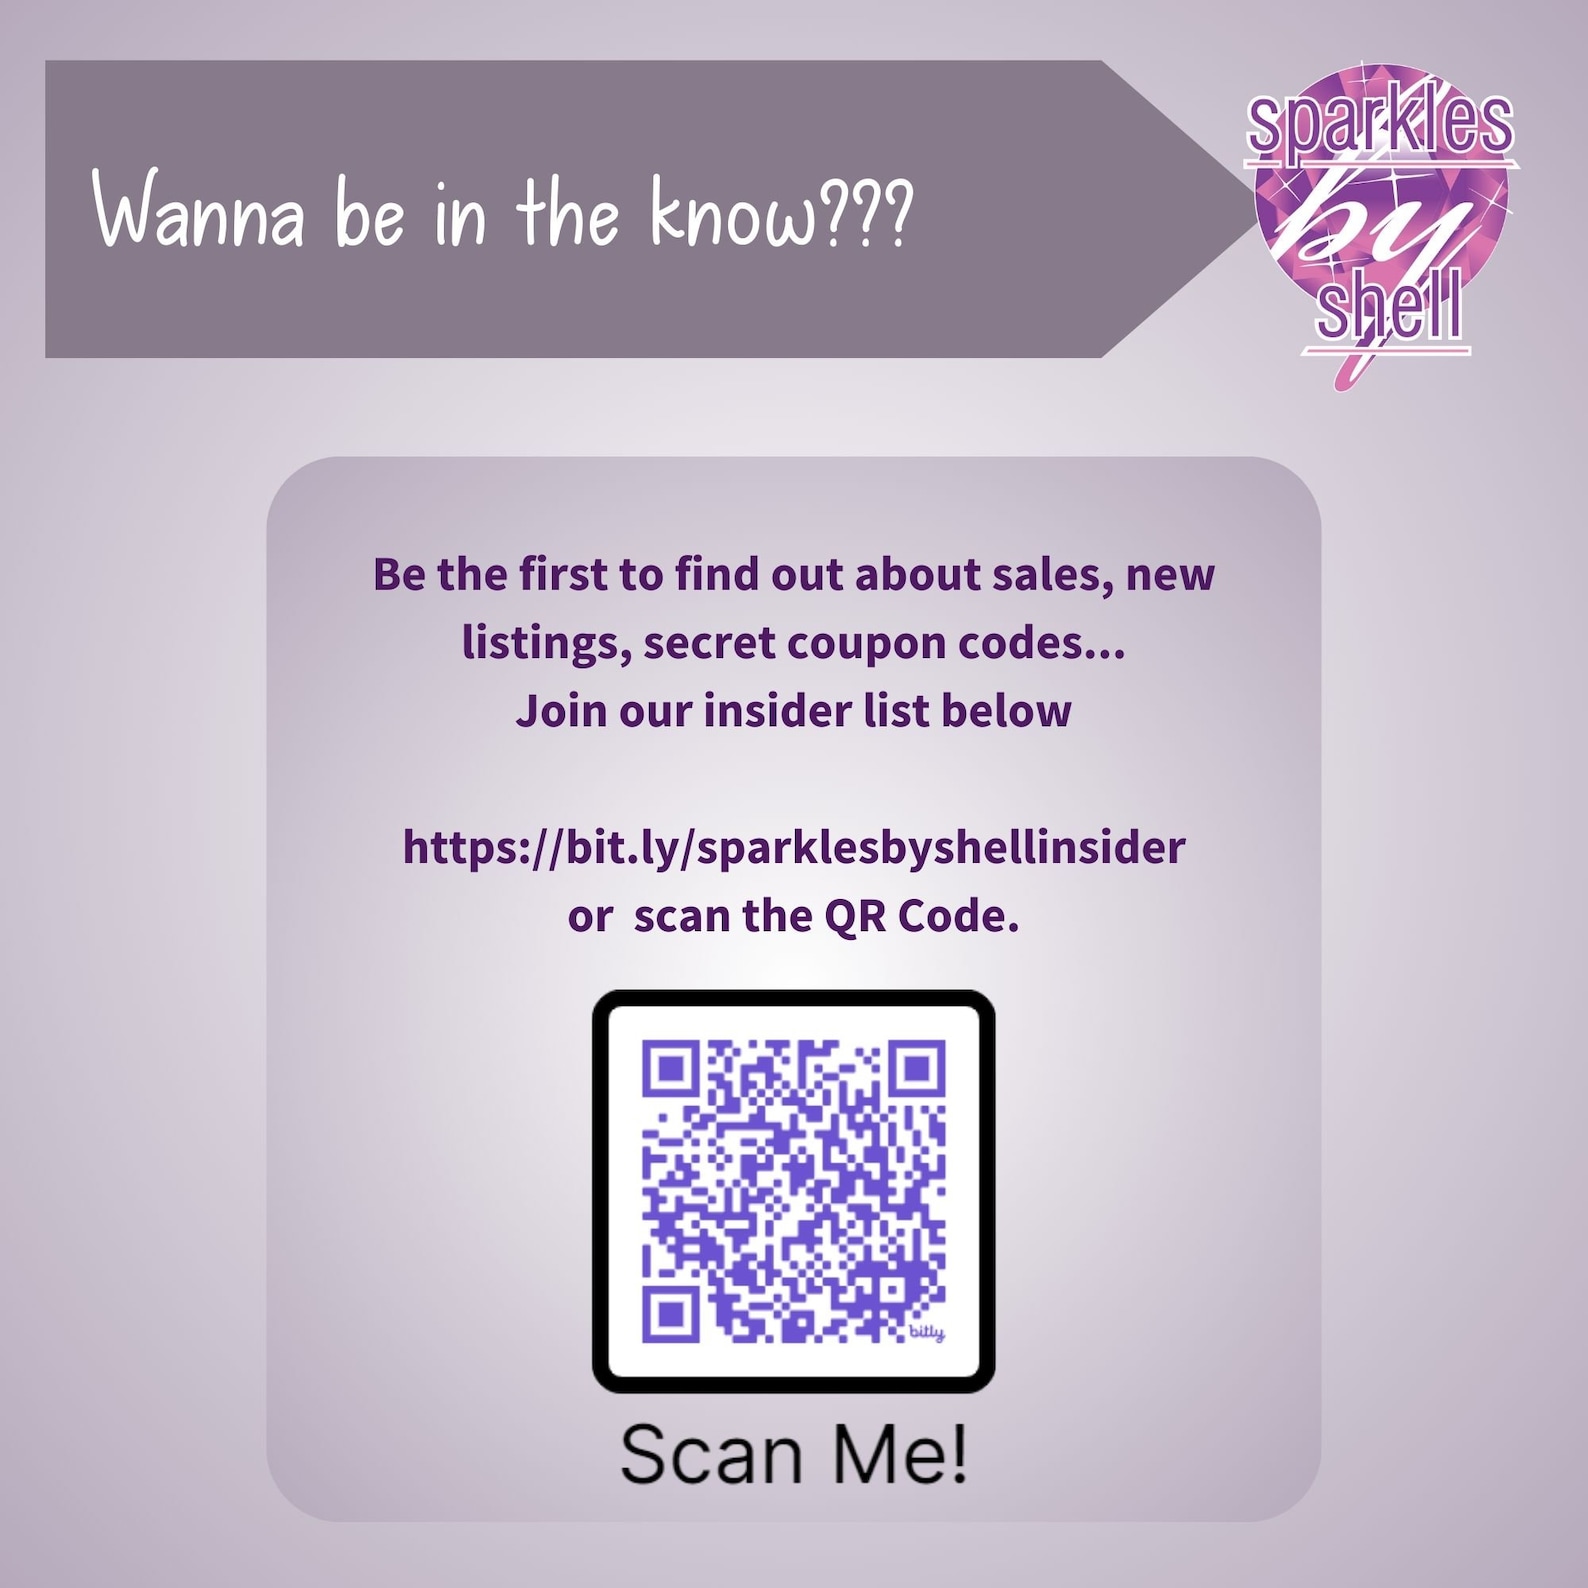 Wanna be in the know???
sparkles
by
shell
Be the first to find out about sales, new
listings, secret coupon codes...
Join our insider list below
https://bit.ly/sparklesbyshellinsider
or  scan the QR Code.
bitly
Scan Me!